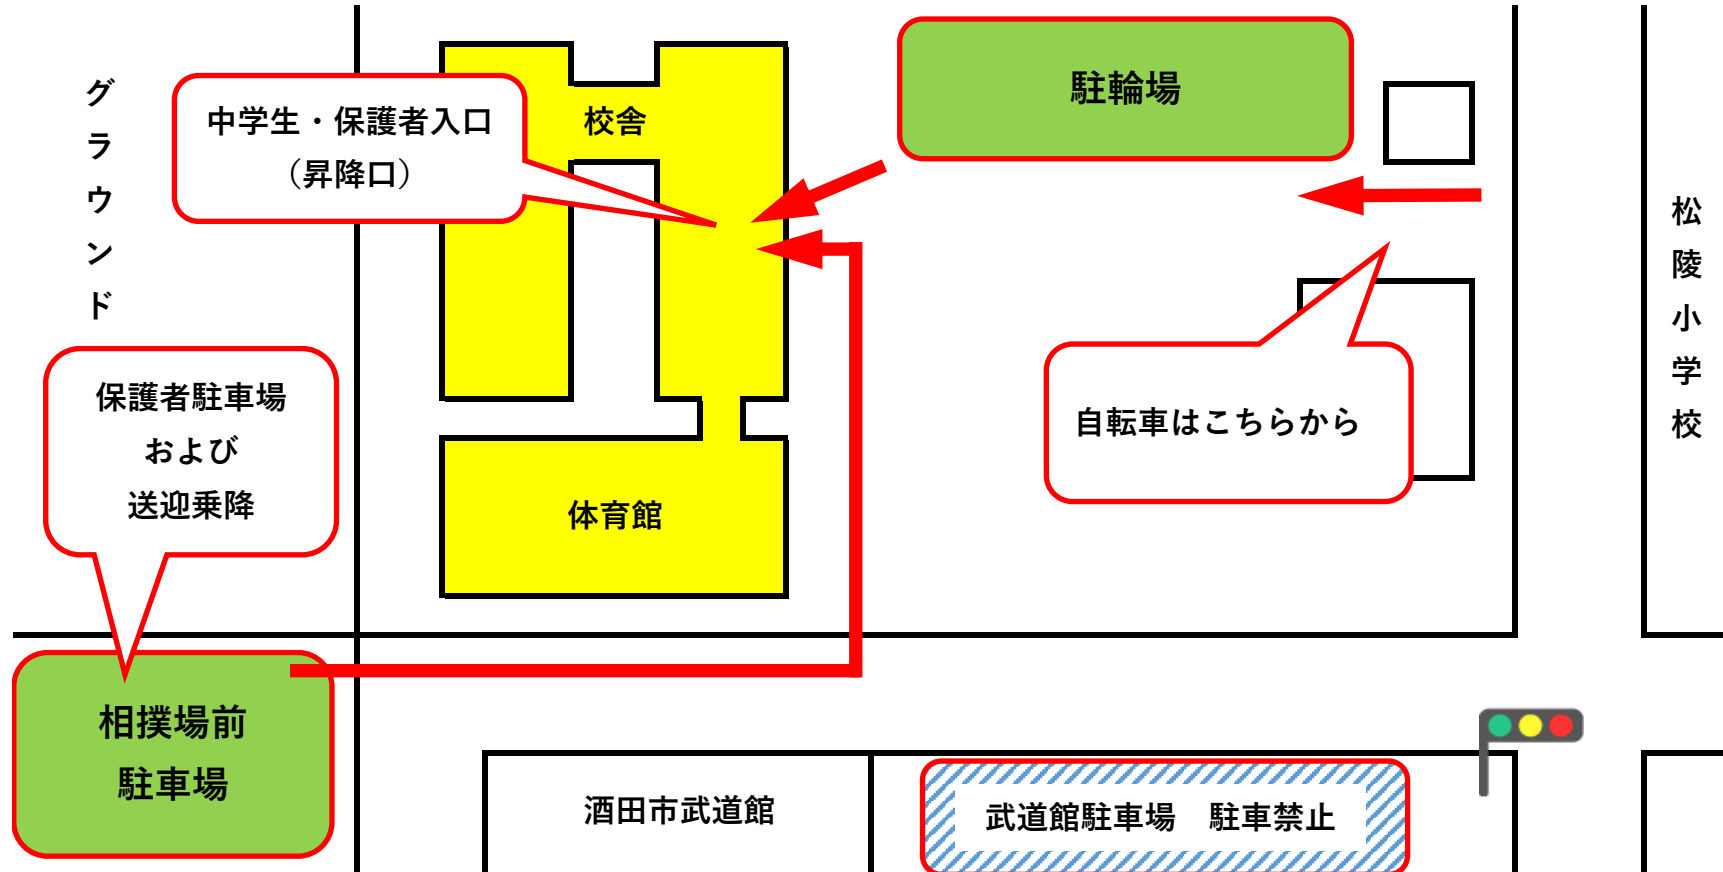 グラウンド
中学生・保護者入口
（昇降口）
校舎
駐輪場
松陵小学校
保護者駐車場
および
送迎乗降
自転車はこちらから
体育館
相撲場前
駐車場
酒田市武道館
武道館駐車場　駐車禁止